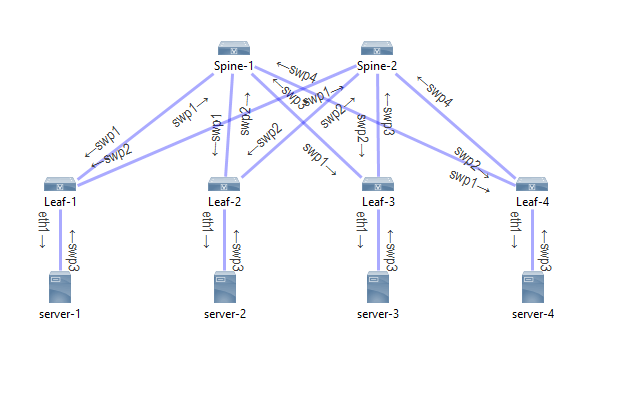 Spine-1
Spine-2
←swp4
←swp3
swp1→
swp1→
←swp2
swp2→
←swp3
←swp4
←swp1
←swp2
←swp1
←swp2
swp1→
swp2→
swp2→
swp1→
Leaf-1
Leaf-2
Leaf-3
Leaf-4
eth1→
←swp3
eth1→
←swp3
eth1→
←swp3
eth1→
←swp3
server-1
server-2
server-3
server-4